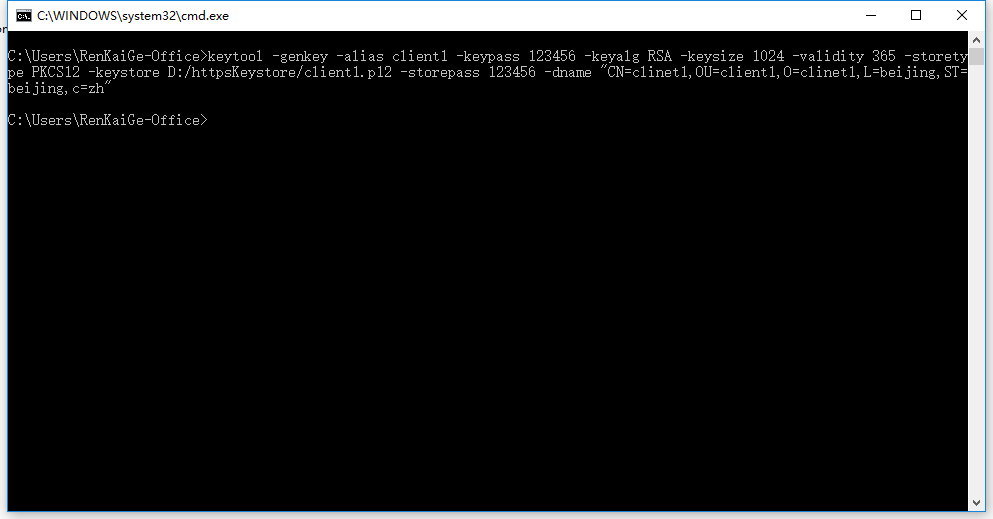 C:\WINDOWS\system32\cmd.exe
C:\Users\RenKaiGe-Office>keytool -genkey -alias client1 -keypass 123456 -keyalg RSA -keysize 1024 -validity 365 -storety
pe PKCS12 -keystore D:/httpsKeystore/client1.p12 -storepass 123456 -dname "CN=clinet1,OU=client1,O=clinet1,L=beijing,ST=
beijing,c=zh"
C:\Users\RenKaiGe-Office>